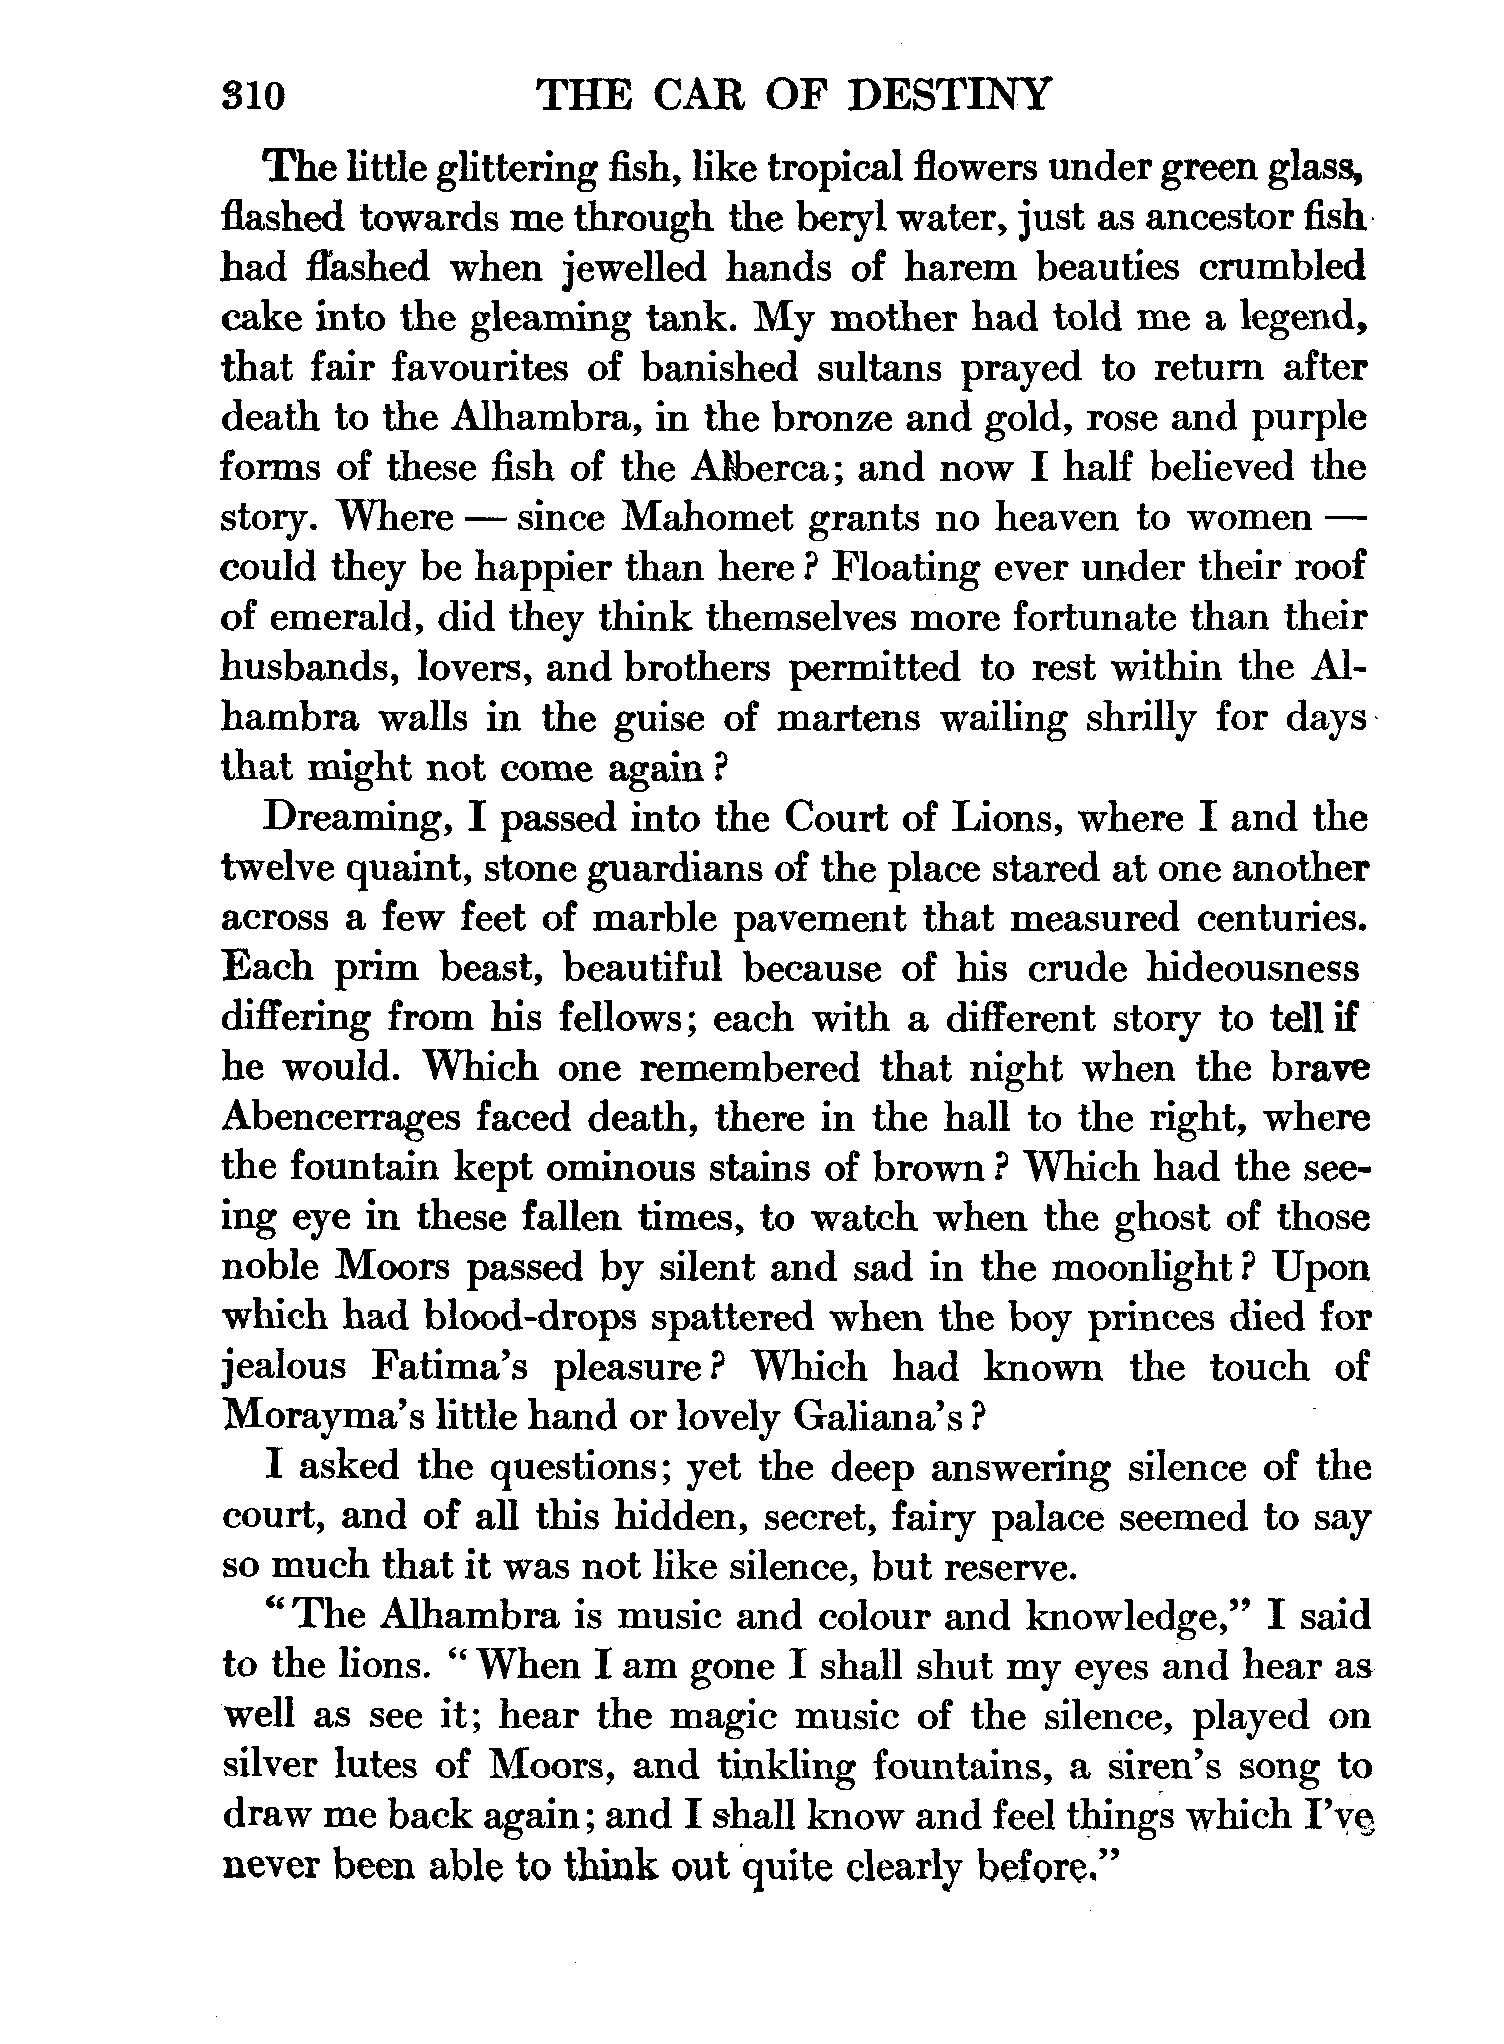 310 THE CAR OF DESTINY
The little glittering fish, like tropical flowers under green glass,
flashed towards me through the beryl water, just as ancestor fish
had flashed when jewelled hands of harem beauties crumbled
cake into the gleaming tank. My mother had told me a legend,
that fair favourites of banished sultans prayed to return after
death to the Alhambra, in the bronze and gold, rose and purple
forms of these fish of the Alberca; and now I half believed the
story. Where — since Mahomet grants no heaven to women —
could they be happier than here? Floating ever under their roof
of emerald, did they think themselves more fortunate than their
husbands, lovers, and brothers permitted to rest within the Al-
hambra walls in the guise of martens wailing shrilly for days
that might not come again?
Dreaming, I passed into the Court of Lions, where I and the
twelve quaint, stone guardians of the place stared at one another
across a few feet of marble pavement that measured centuries.
Each prim beast, beautiful because of his crude hideousness
differing from his fellows; each with a different story to tell if
he would. Which one remembered that night when the brave
Abencerrages faced death, there in the hall to the right, where
the fountain kept ominous stains of brown? Which had the see-
ing eye in these fallen times, to watch when the ghost of those
noble Moors passed by silent and sad in the moonlight? Upon
which had blood-drops spattered when the boy princes died for
jealous Fatima's pleasure? Which had known the touch of
Morayma's little hand or lovely Galiana's?
I asked the questions; yet the deep answering silence of the
court, and of all this hidden, secret, fairy palace seemed to say
so much that it was not like silence, but reserve.
"The Alhambra is music and colour and knowledge," I said
to the lions. "When I am gone I shall shut my eyes and hear as
well as see it; hear the magic music of the silence, played on
silver lutes of Moors, and tinkling fountains, a siren's song to
draw me back again; and I shall know and feel things which I've
never been able to think out quite clearly before."